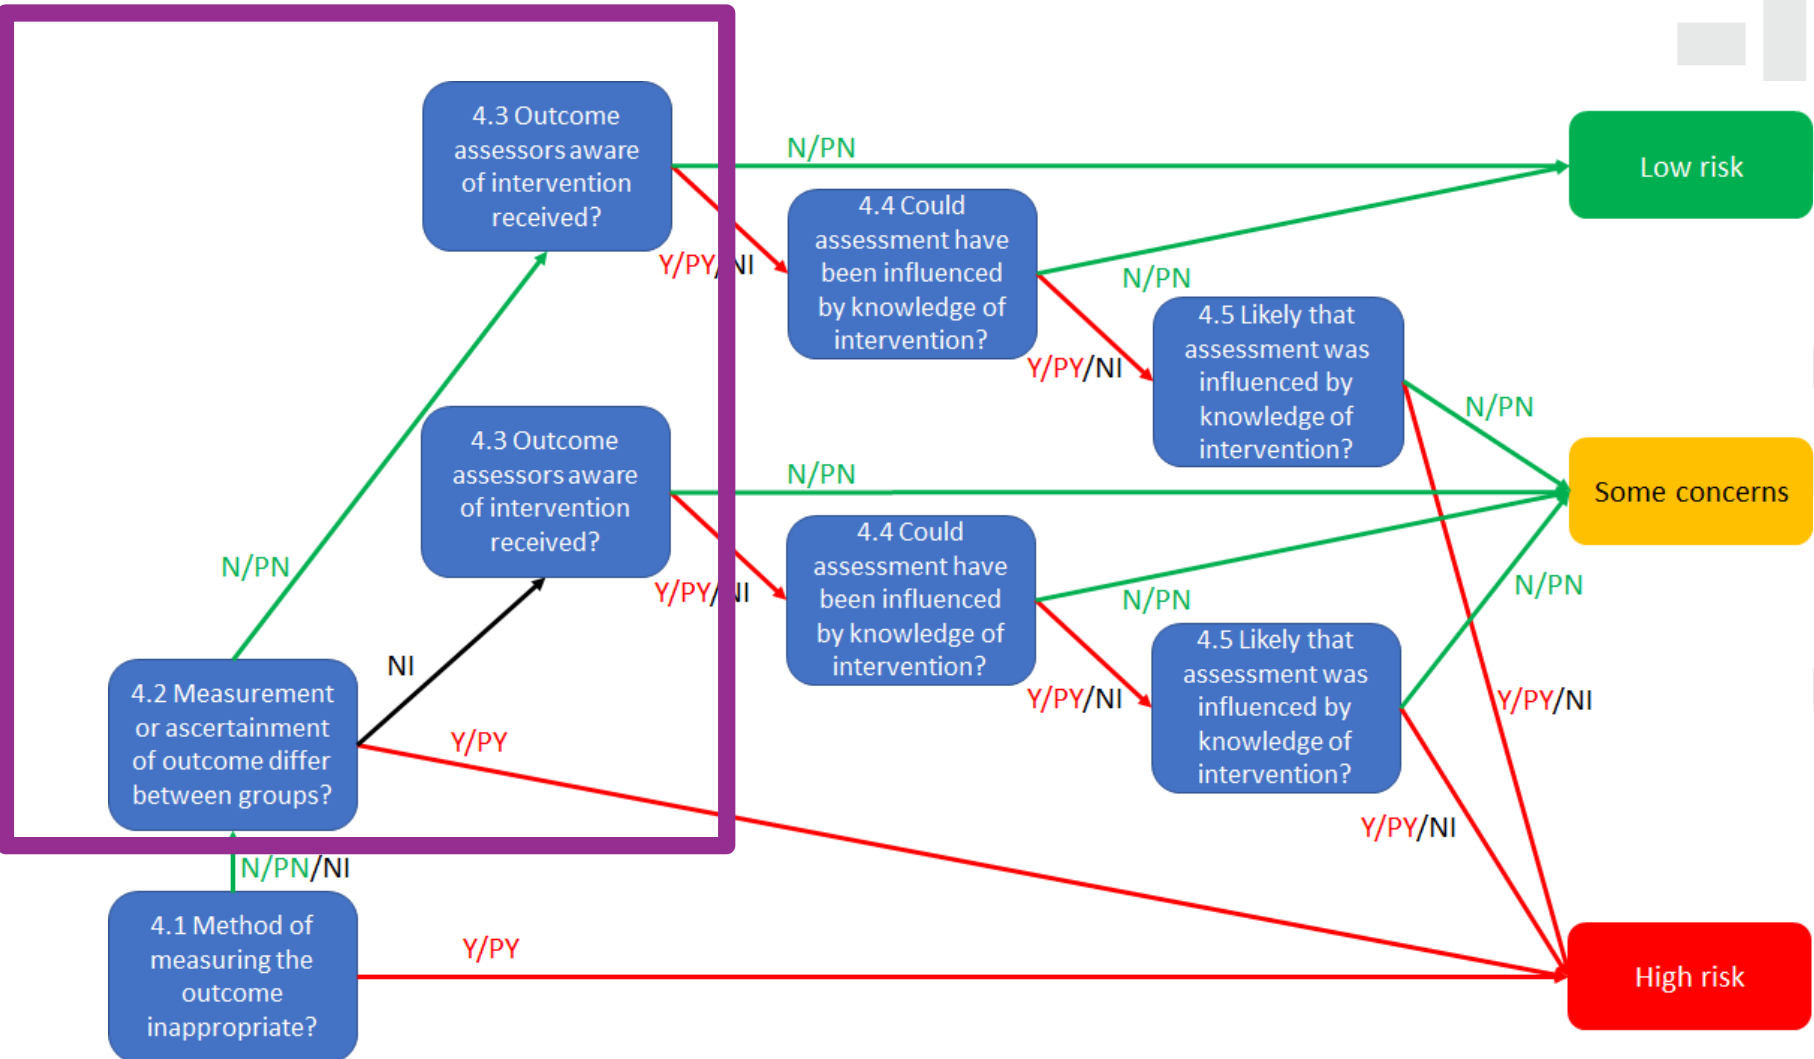 4.3 Outcome
assessors aware
of intervention
received?
N/PN
Low risk
Y/PY/NI
4.4 Could
assessment have
been influenced
by knowledge of
intervention?
N/PN
Y/PY/NI
4.5 Likely that
assessment was
influenced by
knowledge of
intervention?
N/PN
Y/PY/NI
4.3 Outcome
assessors aware
of intervention
received?
N/PN
Some concerns
Y/PY/NI
4.4 Could
assessment have
been influenced
by knowledge of
intervention?
N/PN
Y/PY/NI
4.5 Likely that
assessment was
influenced by
knowledge of
intervention?
N/PN
Y/PY/NI
N/PN
NI
4.2 Measurement
or ascertainment
of outcome differ
between groups?
Y/PY
N/PN/NI
4.1 Method of
measuring the
outcome
inappropriate?
Y/PY
High risk